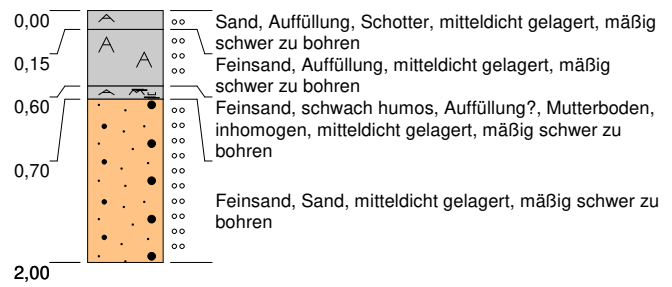 0,00
Sand, Auffüllung, Schotter, mitteldicht gelagert, mäßig
schwer zu bohren
0,15
Feinsand, Auffüllung, mitteldicht gelagert, mäßig
schwer zu bohren
0,60
Feinsand, schwach humos, Auffüllung?, Mutterboden,
inhomogen, mitteldicht gelagert, mäßig schwer zu
bohren
0,70
Feinsand, Sand, mitteldicht gelagert, mäßig schwer zu
bohren
2,00